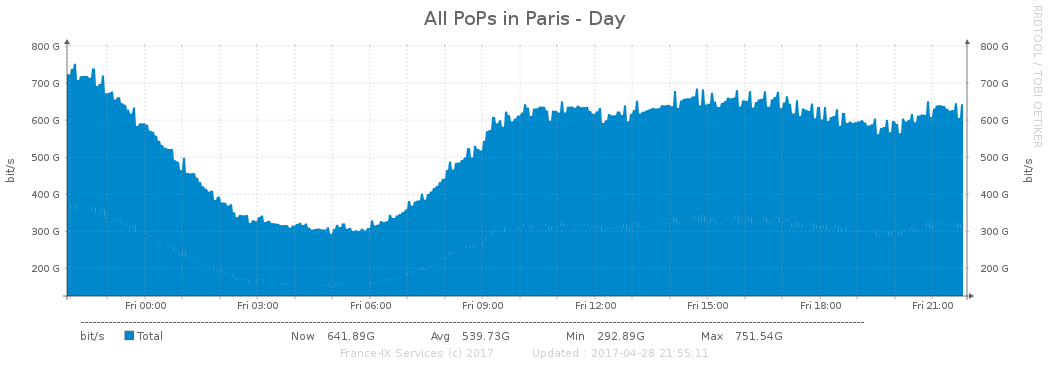 All PoPs in Paris - Day
RRDTOOL / TOBI OETIKER
800 G 800 G
700 G 700 G
600 G 600 G
500 G 500 G
400 G 400 G
300 G 300 G
200 G 200 G
bit/s bit/s
Fri 00:00 Fri 03:00 Fri 06:00 Fri 09:00 Fri 12:00 Fri 15:00 Fri 18:00 Fri 21:00
bit/s Total Now 641.89G Avg 539.73G Min 292.89G Max 751.54G
France-IX Services (c) 2017 Updated : 2017-04-28 21:55:11